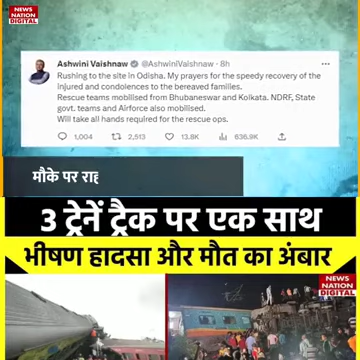 NEWS
NATION
DIGITAL
Ashwini Vaishnaw @AshwiniVaishnaw · 8h
Rushing to the site in Odisha. My prayers for the speedy recovery of the
injured and condolences to the bereaved families.
Rescue teams mobilised from Bhubaneswar and Kolkata. NDRF, State
govt. teams and Airforce also mobilised.
Will take all hands required for the rescue ops.
1,004 2,513 13.8K 636.9K
मौके पर राह
3 ट्रेनें ट्रैक पर एक साथ
भीषण हादसा और मौत का अंबार
NEWS NATION
DIGITAL